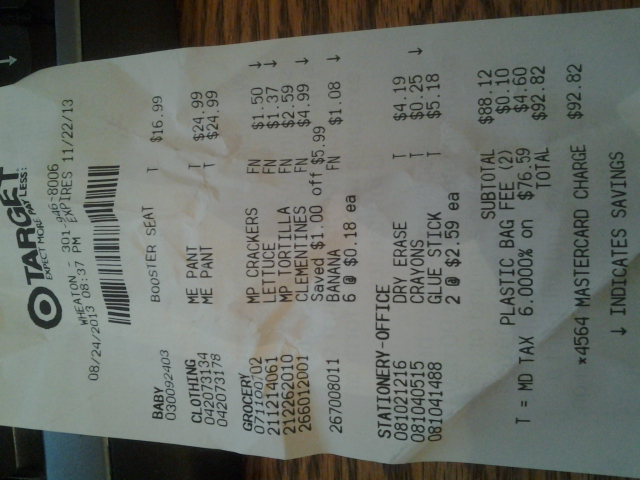 TARGET
EXPECT MORE. PAY LESS.
WHEATON - 301-946-8006
08/24/2013 08:37 PM EXPIRES 11/22/13
BABY
030092403 BOOSTER SEAT T $16.99
CLOTHING
042073134 ME PANT T $24.99
042073178 ME PANT T $24.99
GROCERY
071100702 MP CRACKERS FN $1.50 ↓
211214061 LETTUCE FN $1.37 ↓
212262010 MP TORTILLA FN $2.59
266012001 CLEMENTINES FN $4.99 ↓
Saved $1.00 off $5.99
267008011 BANANA FN $1.08 ↓
6 @ $0.18 ea
STATIONERY-OFFICE
081021216 DRY ERASE T $4.19
081040515 CRAYONS T $0.25 ↓
081041488 GLUE STICK T $5.18
2 @ $2.59 ea
SUBTOTAL $88.12
PLASTIC BAG FEE (2) $0.10
T = MD TAX 6.0000% on $76.59 $4.60
TOTAL $92.82
*4564 MASTERCARD CHARGE $92.82
↓ INDICATES SAVINGS